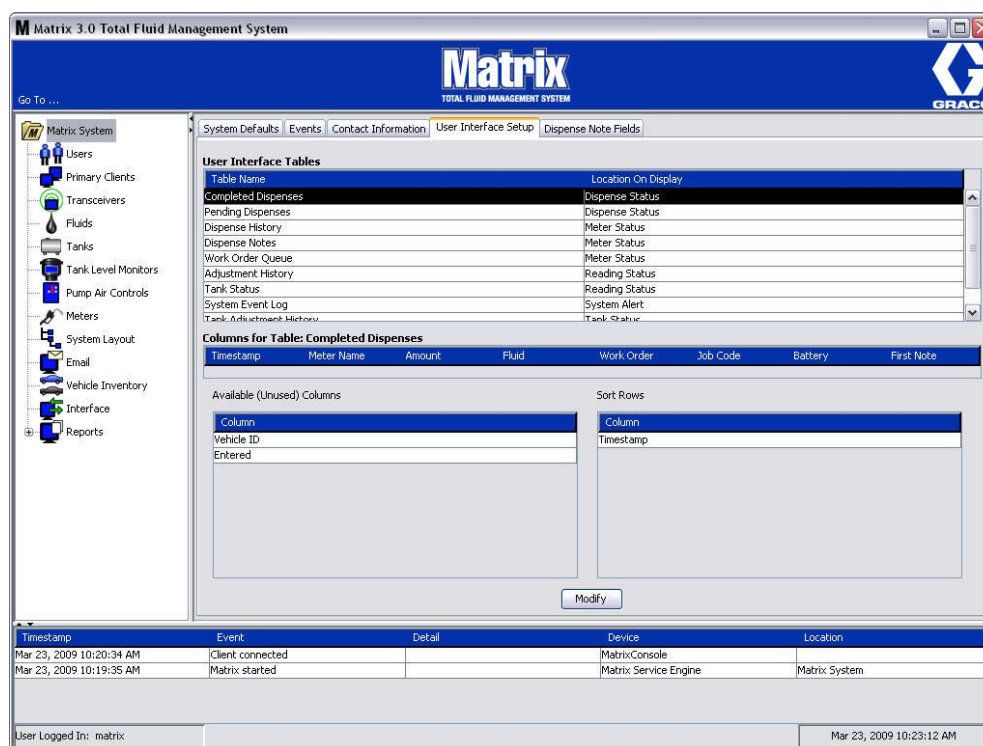 Matrix 3.0 Total Fluid Management System
Matrix
TOTAL FLUID MANAGEMENT SYSTEM
GRACO
Go To ...
Matrix System
Users
Primary Clients
Transceivers
Fluids
Tanks
Tank Level Monitors
Pump Air Controls
Meters
System Layout
Email
Vehicle Inventory
Interface
Reports
System Defaults Events Contact Information User Interface Setup Dispense Note Fields
User Interface Tables
Table Name Location On Display
Completed Dispenses Dispense Status
Pending Dispenses Dispense Status
Dispense History Meter Status
Dispense Notes Meter Status
Work Order Queue Meter Status
Adjustment History Reading Status
Tank Status Reading Status
System Event Log System Alert
Tank Adjustment History Tank Status
Columns for Table: Completed Dispenses
Timestamp Meter Name Amount Fluid Work Order Job Code Battery First Note
Available (Unused) Columns Sort Rows
Column Column
Vehicle ID Timestamp
Entered
Modify
Timestamp Event Detail Device Location
Mar 23, 2009 10:20:34 AM Client connected MatrixConsole
Mar 23, 2009 10:19:35 AM Matrix started Matrix Service Engine Matrix System
User Logged In: matrix Mar 23, 2009 10:23:12 AM